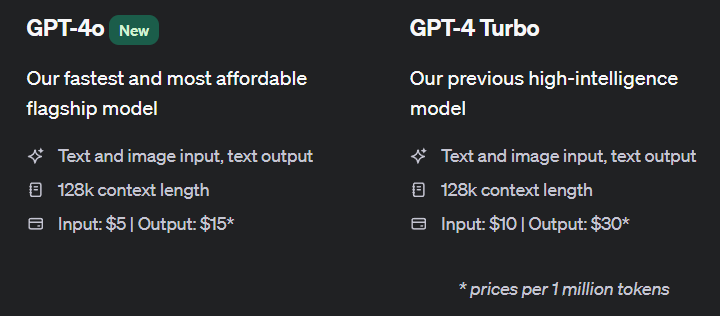 GPT-4o New
Our fastest and most affordable
flagship model
Text and image input, text output
128k context length
Input: $5 | Output: $15*
GPT-4 Turbo
Our previous high-intelligence
model
Text and image input, text output
128k context length
Input: $10 | Output: $30*
* prices per 1 million tokens